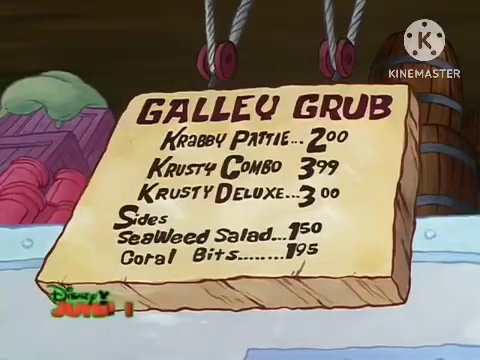 K
KINEMASTER
GALLEY GRUB
KRABBY PATTIE... 2.00
KRUSTY COMBO 3.99
KRUSTY DELUXE... 3.00
Sides
SeaWeed Salad.... 1.50
Coral Bits........ 1.95
DISNEY